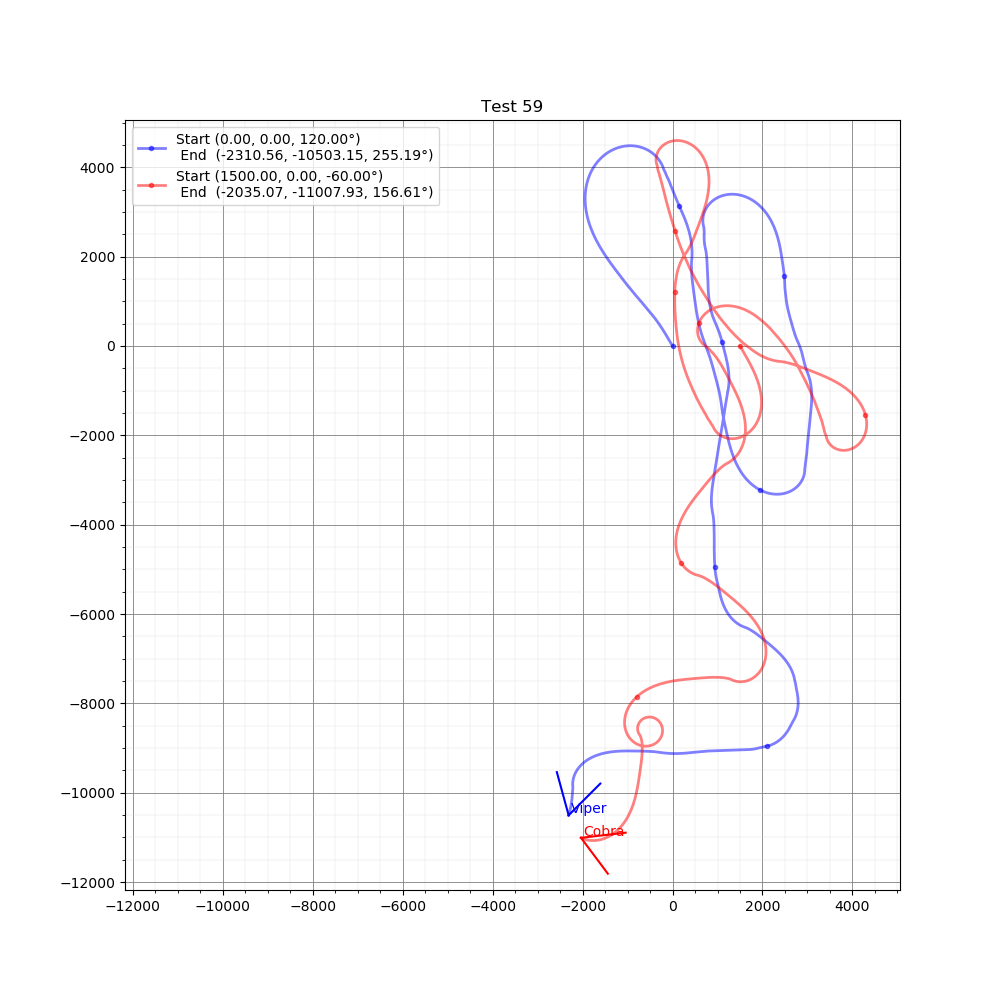 Test 59
Start (0.00, 0.00, 120.00°)
End (-2310.56, -10503.15, 255.19°)
Start (1500.00, 0.00, -60.00°)
End (-2035.07, -11007.93, 156.61°)
4000
2000
0
−2000
−4000
−6000
−8000
−10000
−12000
Viper
Cobra
−12000 −10000 −8000 −6000 −4000 −2000 0 2000 4000